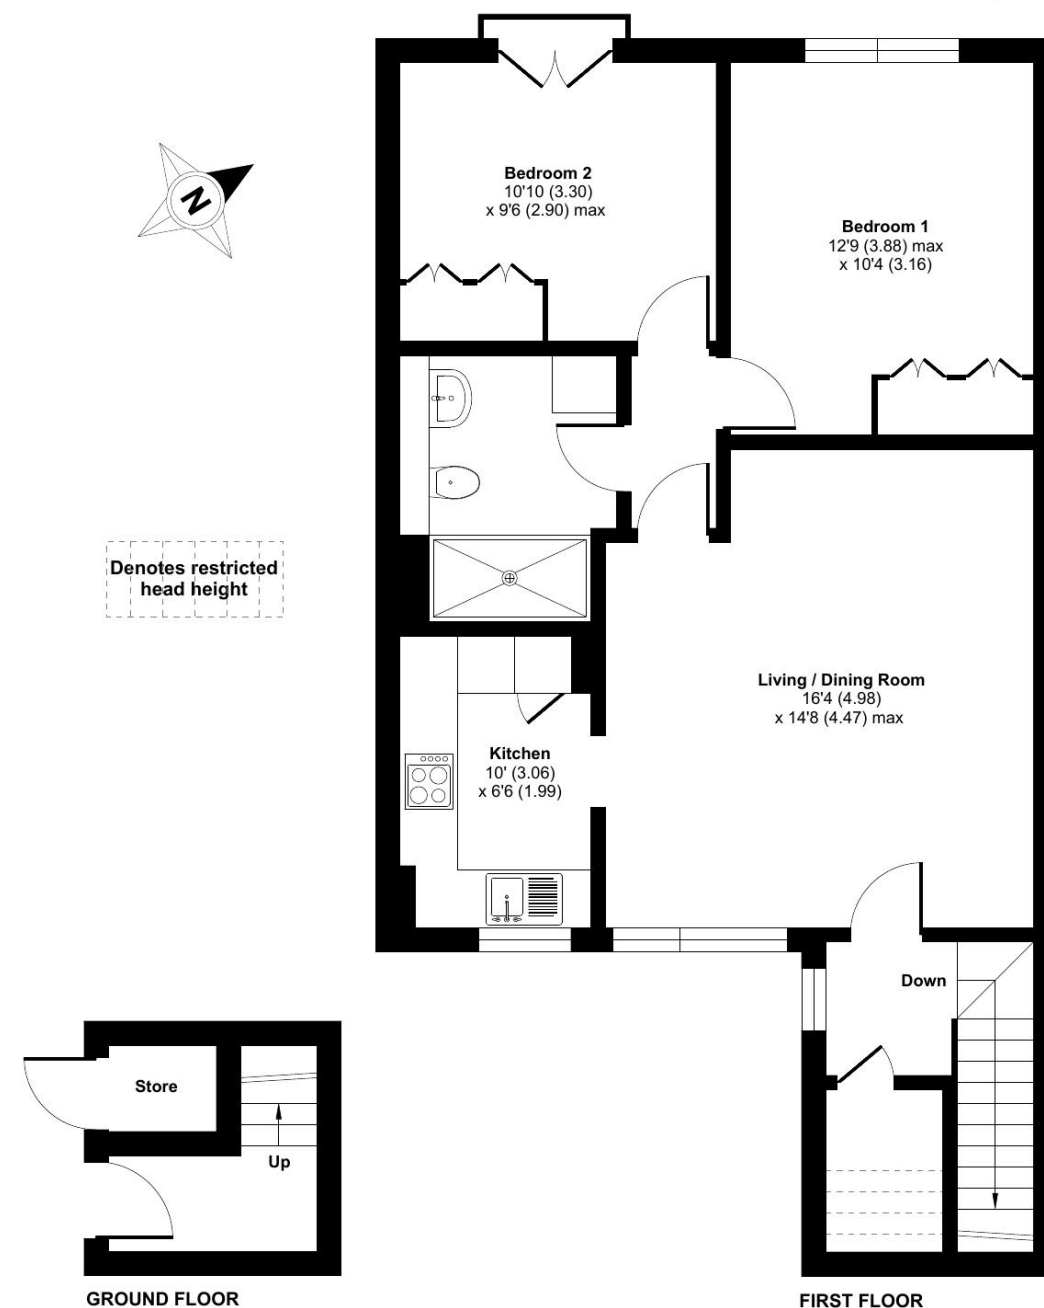 Bedroom 2
10'10 (3.30)
x 9'6 (2.90) max
Bedroom 1
12'9 (3.88) max
x 10'4 (3.16)
N
Denotes restricted
head height
Living / Dining Room
16'4 (4.98)
x 14'8 (4.47) max
Kitchen
10' (3.06)
x 6'6 (1.99)
Down
Store
Up
GROUND FLOOR
FIRST FLOOR